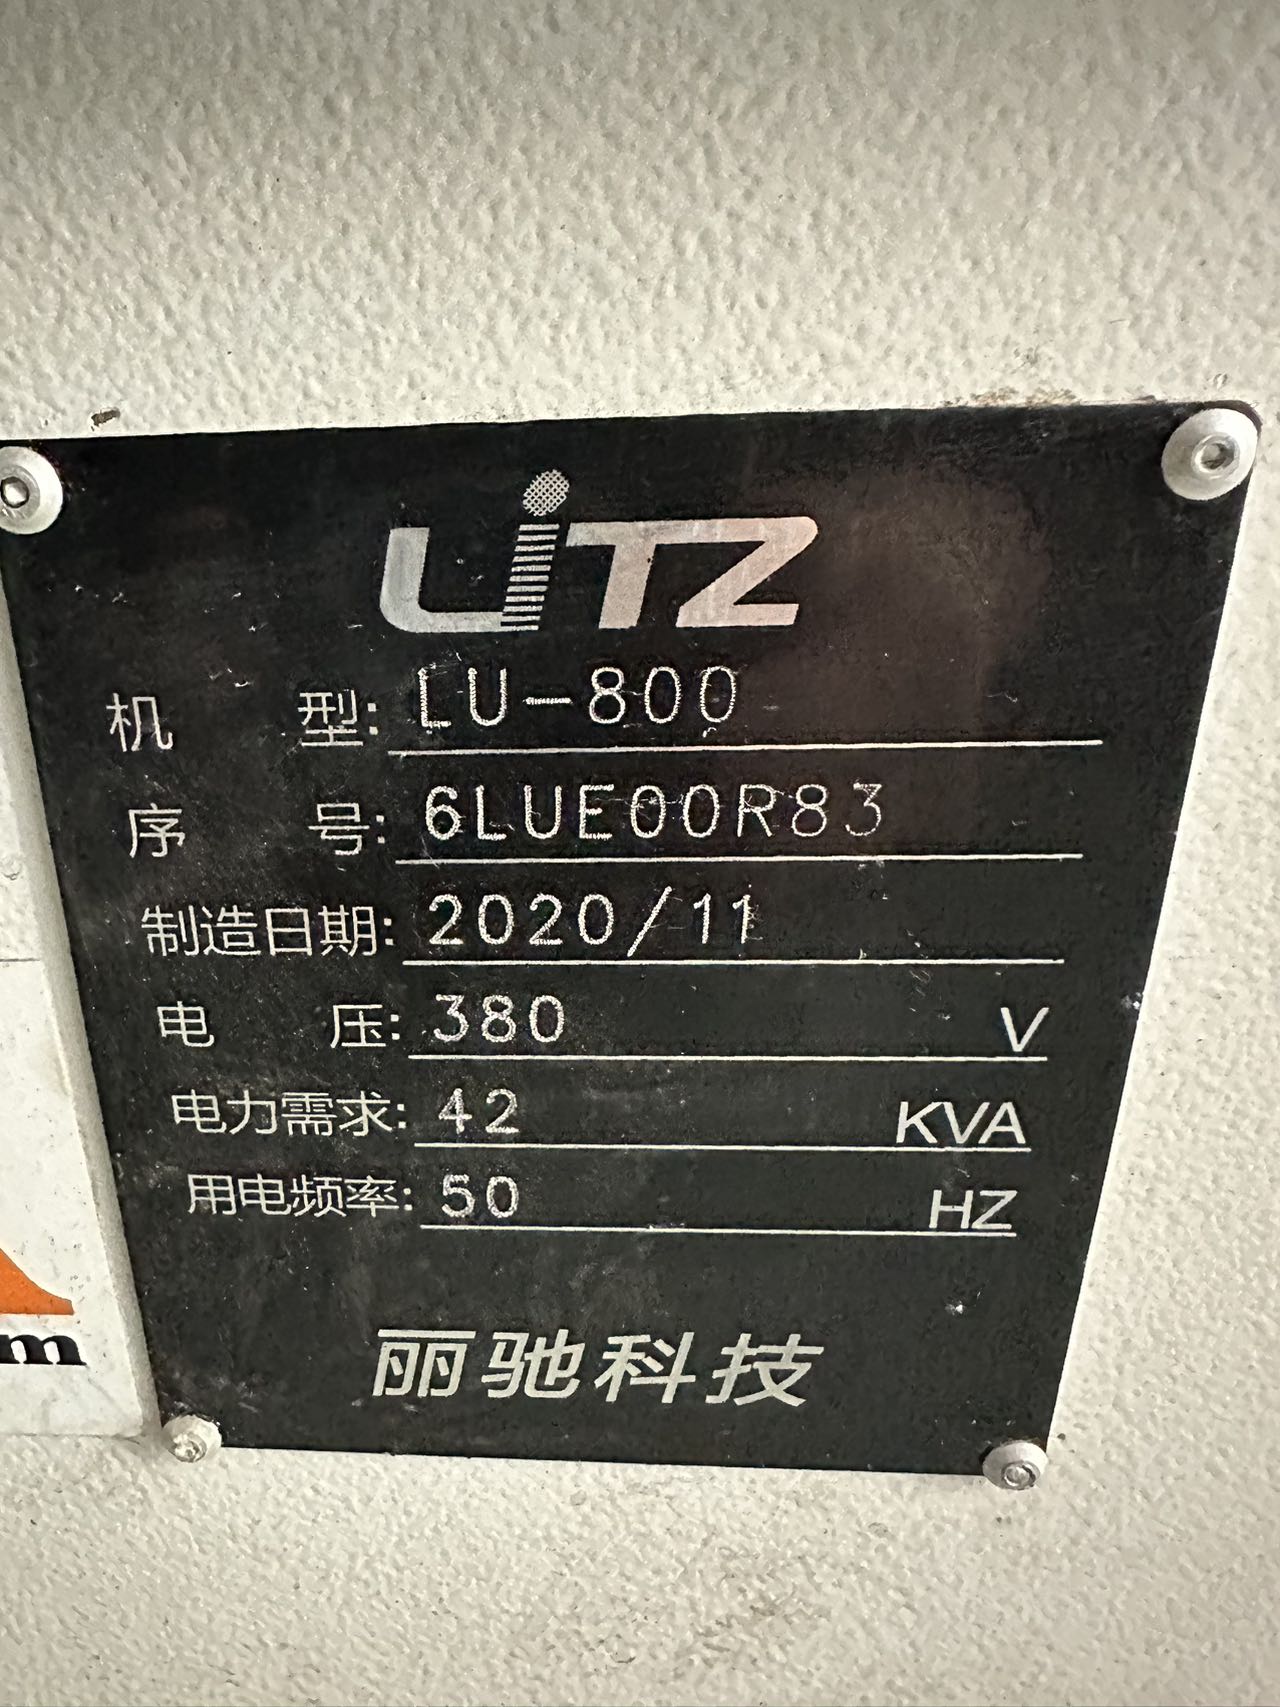 LiTZ
机型: LU-800
序号: 6LUE00R83
制造日期: 2020/11
电压: 380 V
电力需求: 42 KVA
用电频率: 50 HZ
丽驰科技
m